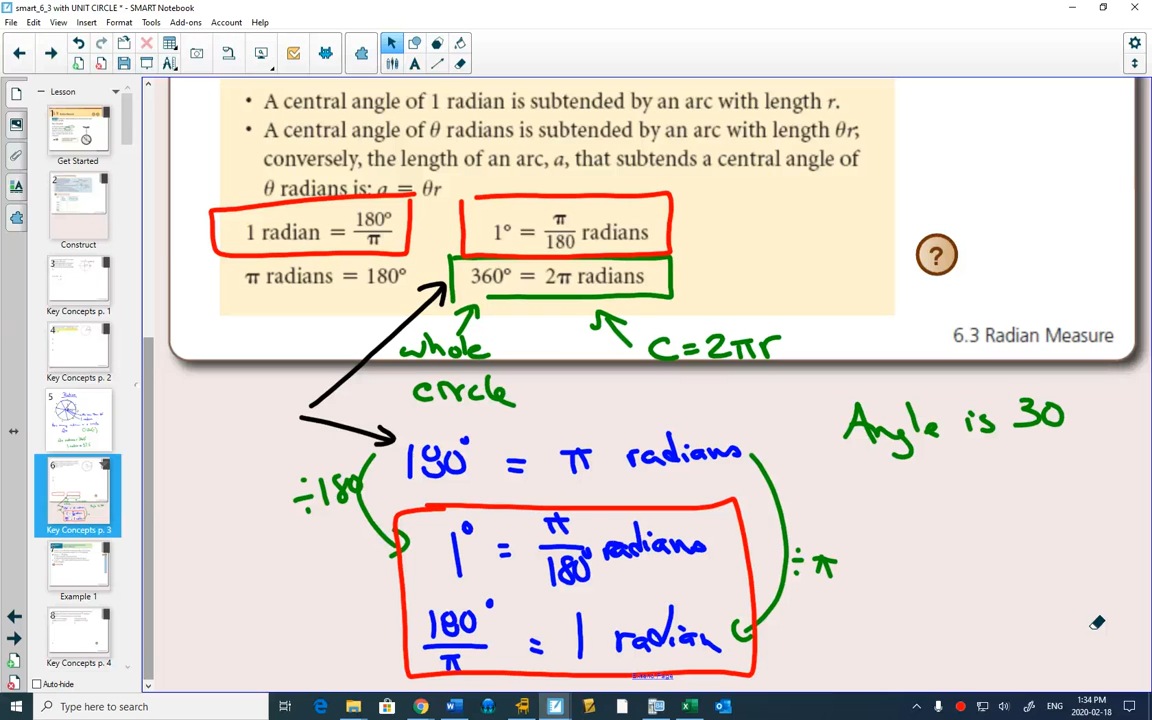 smart_6_3 with UNIT CIRCLE * - SMART Notebook
File Edit View Insert Format Tools Add-ons Account Help
Lesson
Get Started
Construct
Key Concepts p. 1
Key Concepts p. 2
Key Concepts p. 3
Example 1
Key Concepts p. 4
Auto-hide
• A central angle of 1 radian is subtended by an arc with length r.
• A central angle of θ radians is subtended by an arc with length θr;
conversely, the length of an arc, a, that subtends a central angle of
θ radians is: a = θr
1 radian = 180°/π 1° = π/180 radians
π radians = 180° 360° = 2π radians
?
6.3 Radian Measure
whole
circle
C = 2πr
Angle is 30
180° = π radians
÷180
1° = π/180° radians
÷ π
180°/π = 1 radian
Type here to search
ENG
1:34 PM
2020-02-18